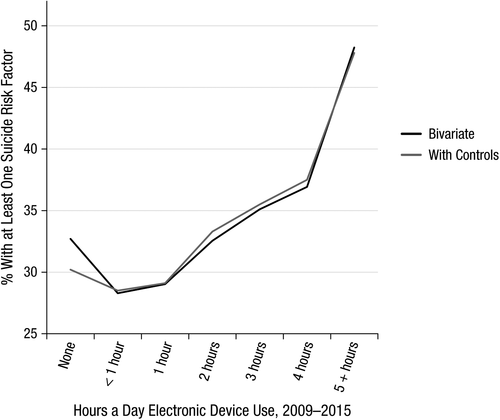 % With at Least One Suicide Risk Factor
50
45
40
35
30
25
None
< 1 hour
1 hour
2 hours
3 hours
4 hours
5 + hours
Hours a Day Electronic Device Use, 2009–2015
Bivariate
With Controls